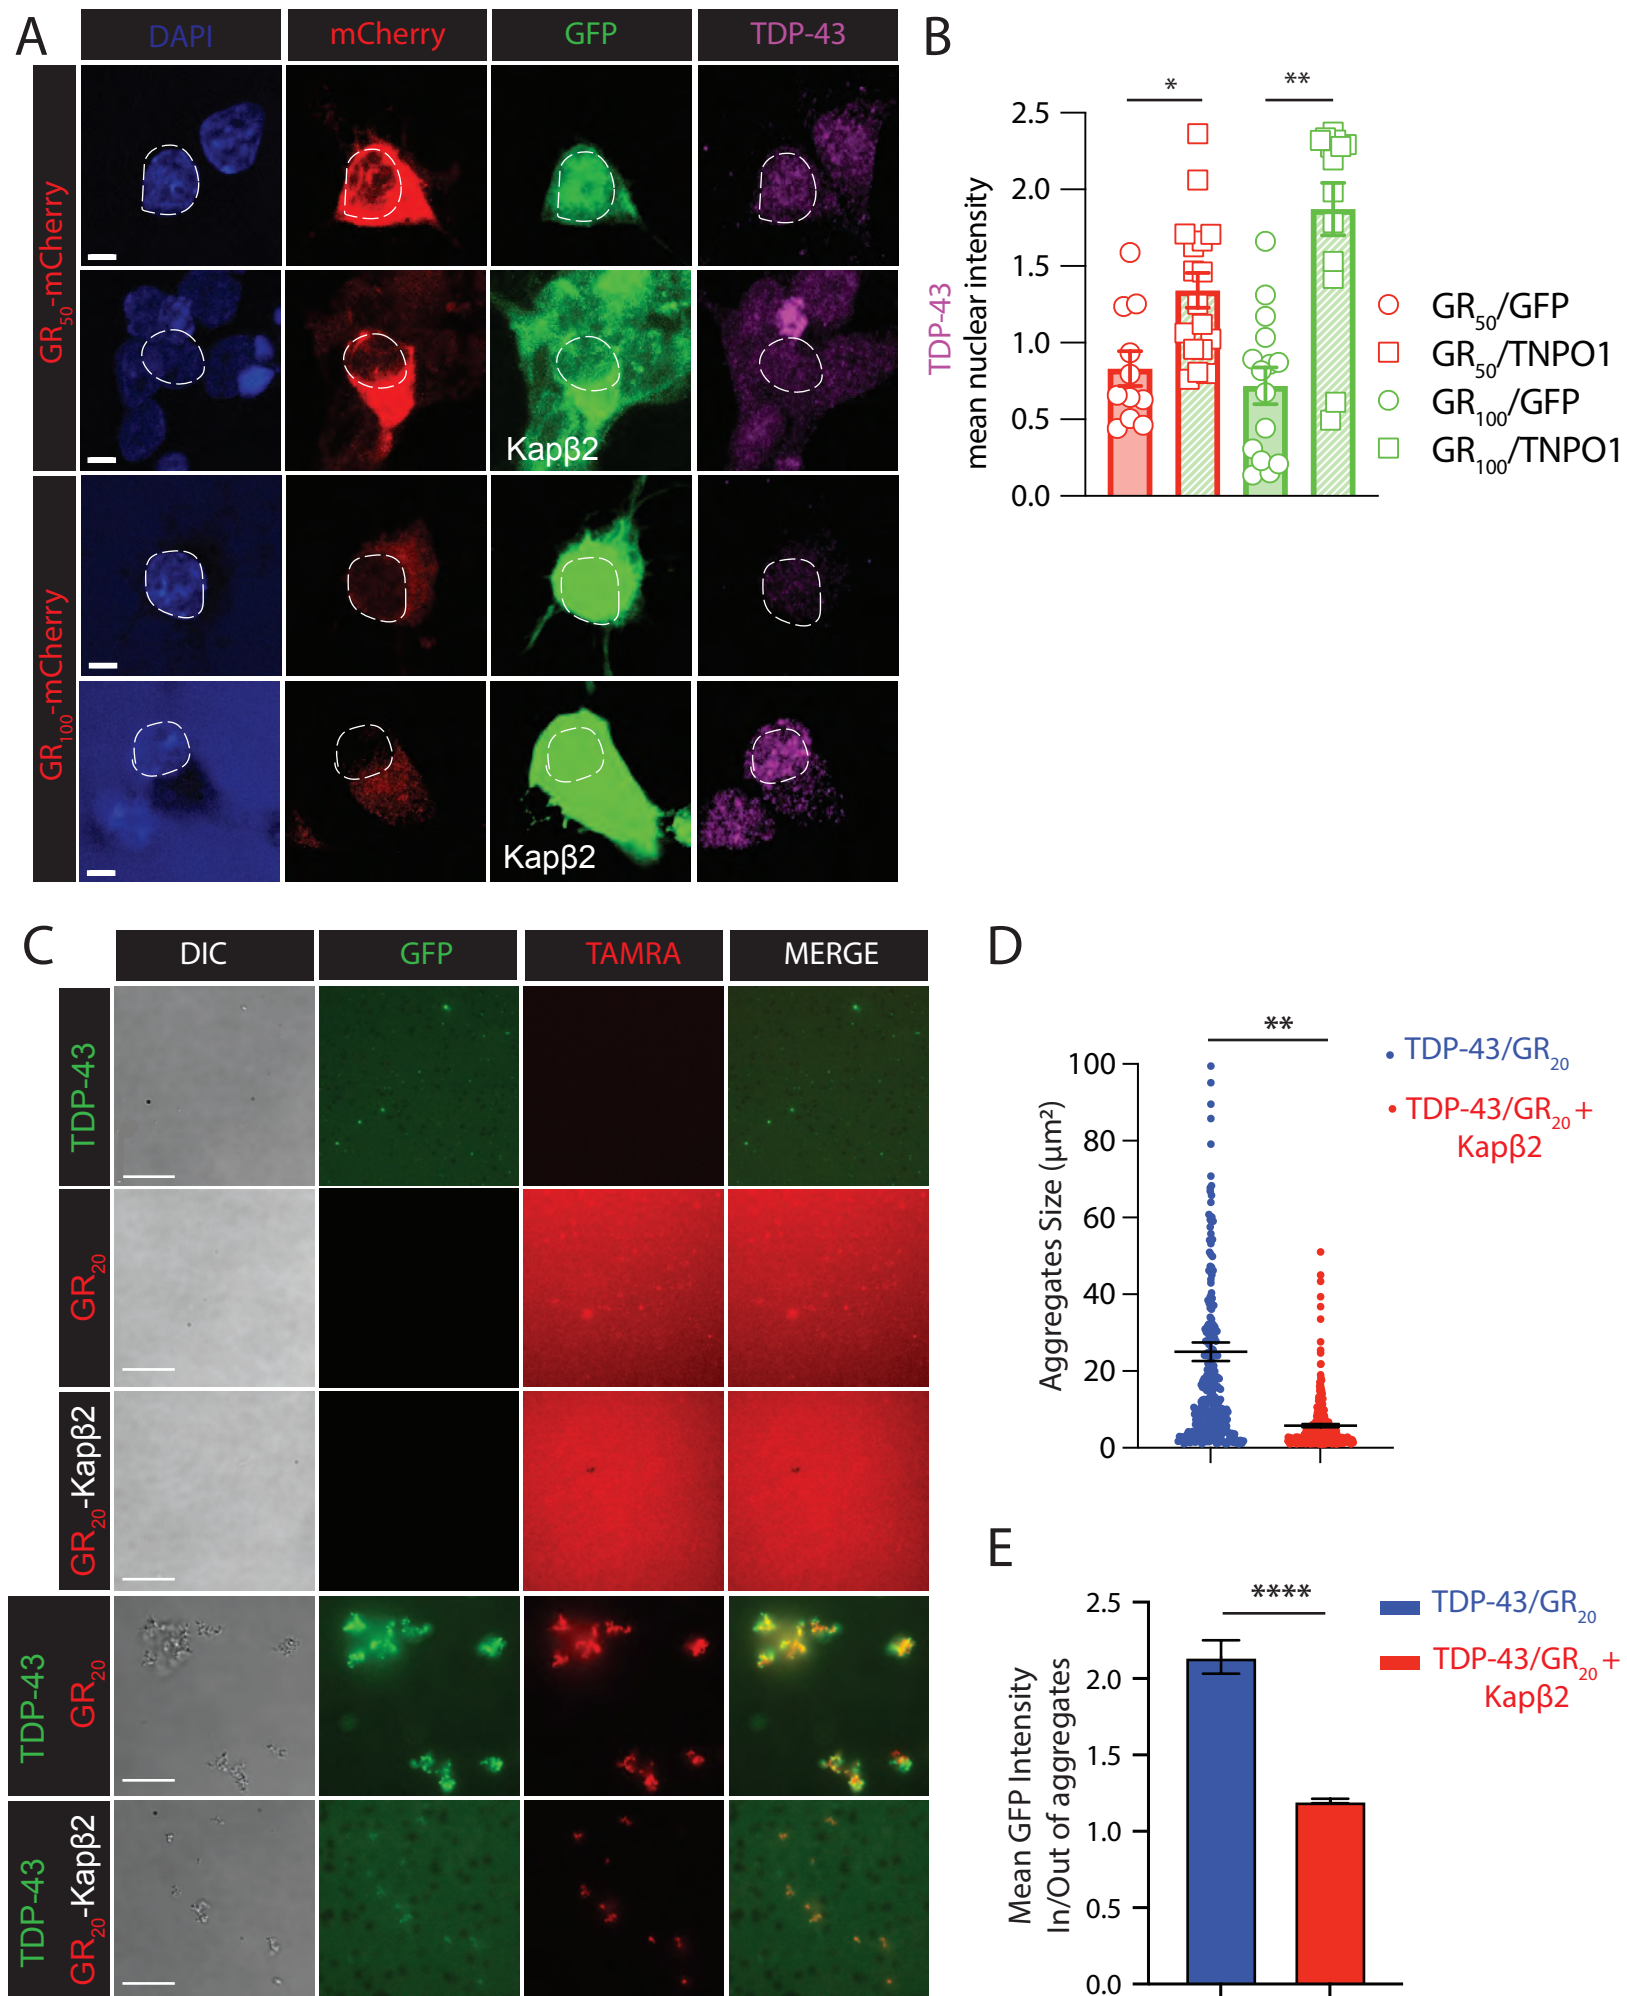 A
DAPI
mCherry
GFP
TDP-43
GR50-mCherry
Kapβ2
GR100-mCherry
Kapβ2
B
*
**
2.5
2.0
1.5
1.0
0.5
0.0
TDP-43
mean nuclear intensity
GR50/GFP
GR50/TNPO1
GR100/GFP
GR100/TNPO1
C
DIC
GFP
TAMRA
MERGE
TDP-43
GR20
GR20-Kapβ2
TDP-43
GR20
TDP-43
GR20-Kapβ2
D
**
100
80
60
40
20
0
Aggregates Size (µm²)
TDP-43/GR20
TDP-43/GR20 +
Kapβ2
E
****
2.5
2.0
1.5
1.0
0.5
0.0
Mean GFP Intensity
In/Out of aggregates
TDP-43/GR20
TDP-43/GR20 +
Kapβ2